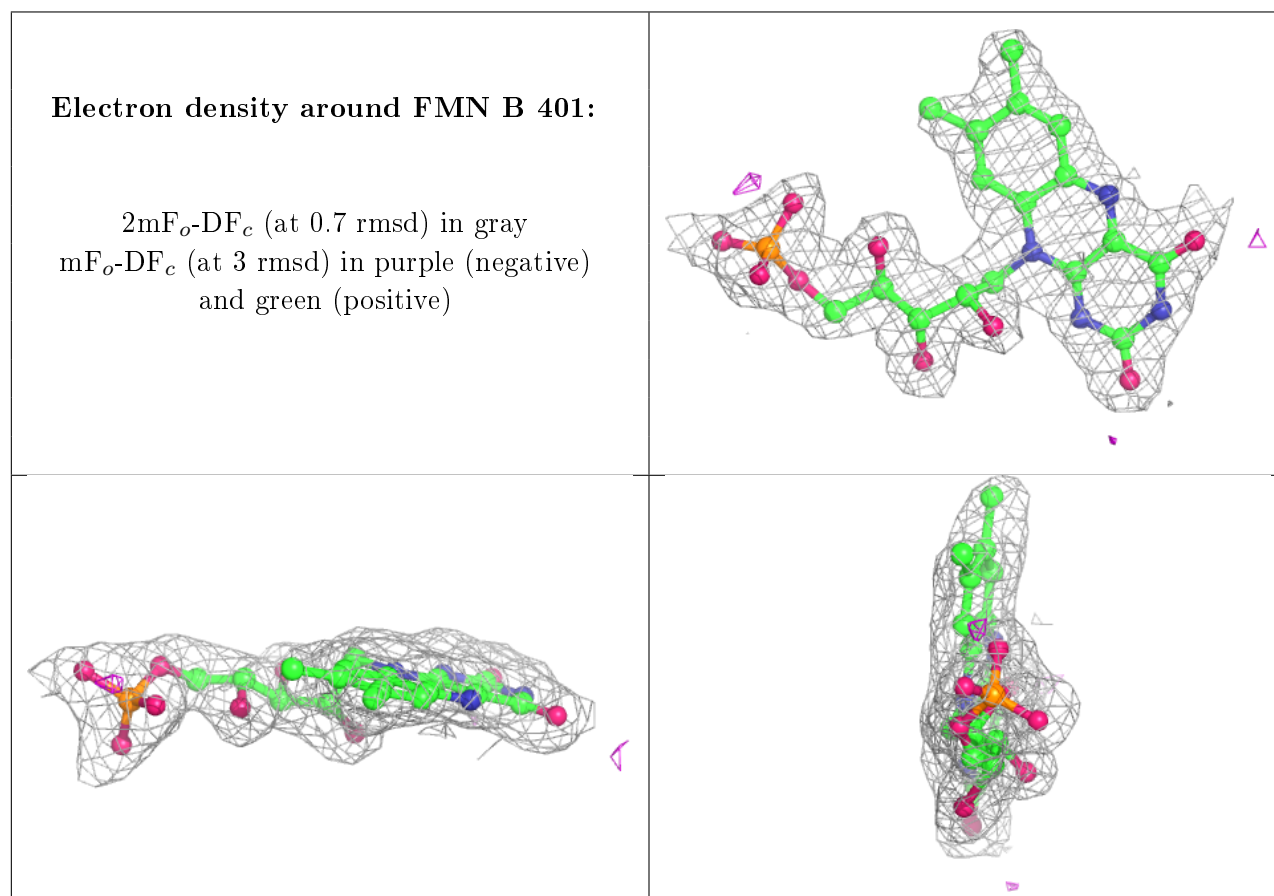 Electron density around FMN B 401:
2mFo-DFc (at 0.7 rmsd) in gray
mFo-DFc (at 3 rmsd) in purple (negative)
and green (positive)